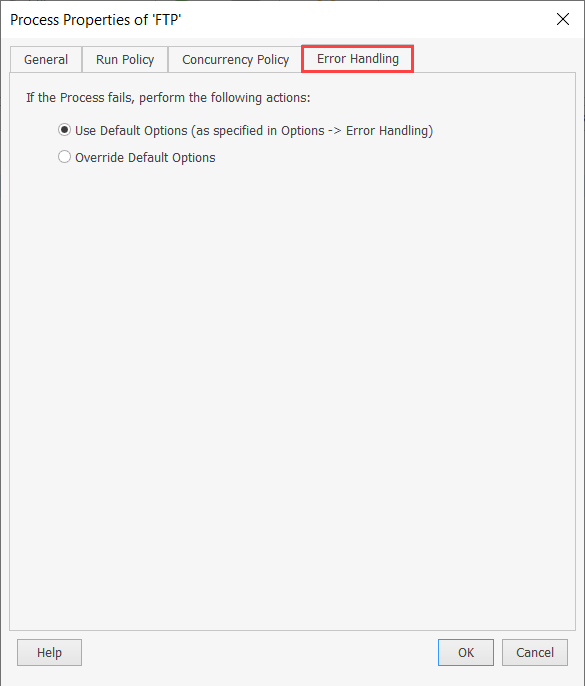 Process Properties of 'FTP'
General
Run Policy
Concurrency Policy
Error Handling
If the Process fails, perform the following actions:
Use Default Options (as specified in Options -> Error Handling)
Override Default Options
Help
OK
Cancel